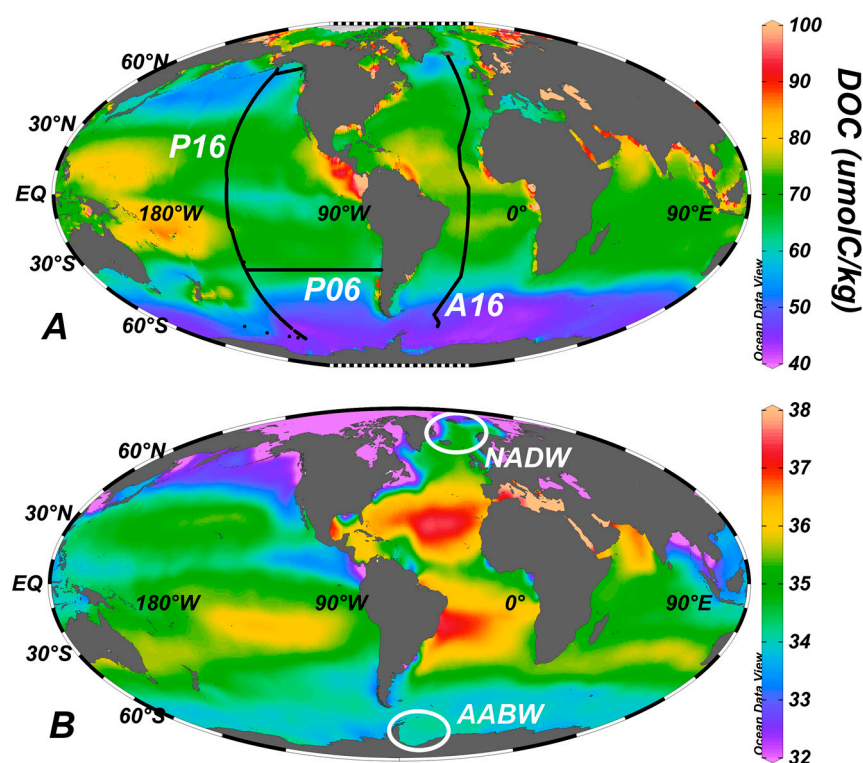 60°N
30°N
EQ
30°S
60°S
180°W
90°W
0°
90°E
P16
P06
A16
A
Ocean Data View
100
90
80
70
60
50
40
DOC (umolC/kg)
60°N
30°N
EQ
30°S
60°S
180°W
90°W
0°
90°E
NADW
AABW
B
Ocean Data View
38
37
36
35
34
33
32